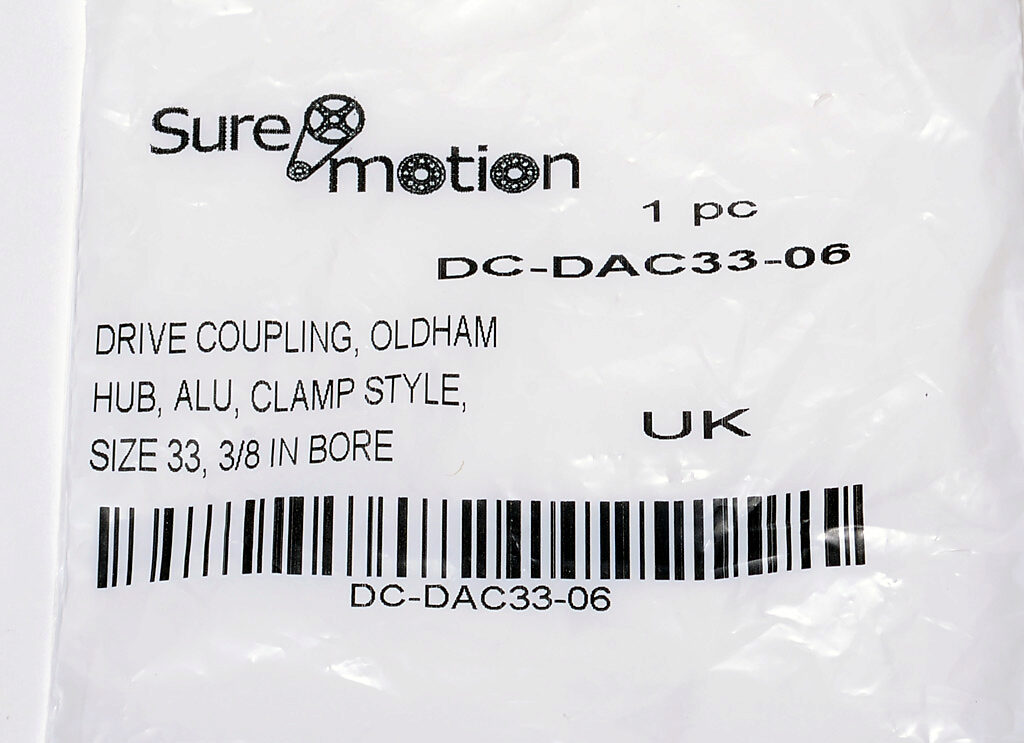 Sure motion
1 pc
DC-DAC33-06
DRIVE COUPLING, OLDHAM
HUB, ALU, CLAMP STYLE,
SIZE 33, 3/8 IN BORE
UK
DC-DAC33-06